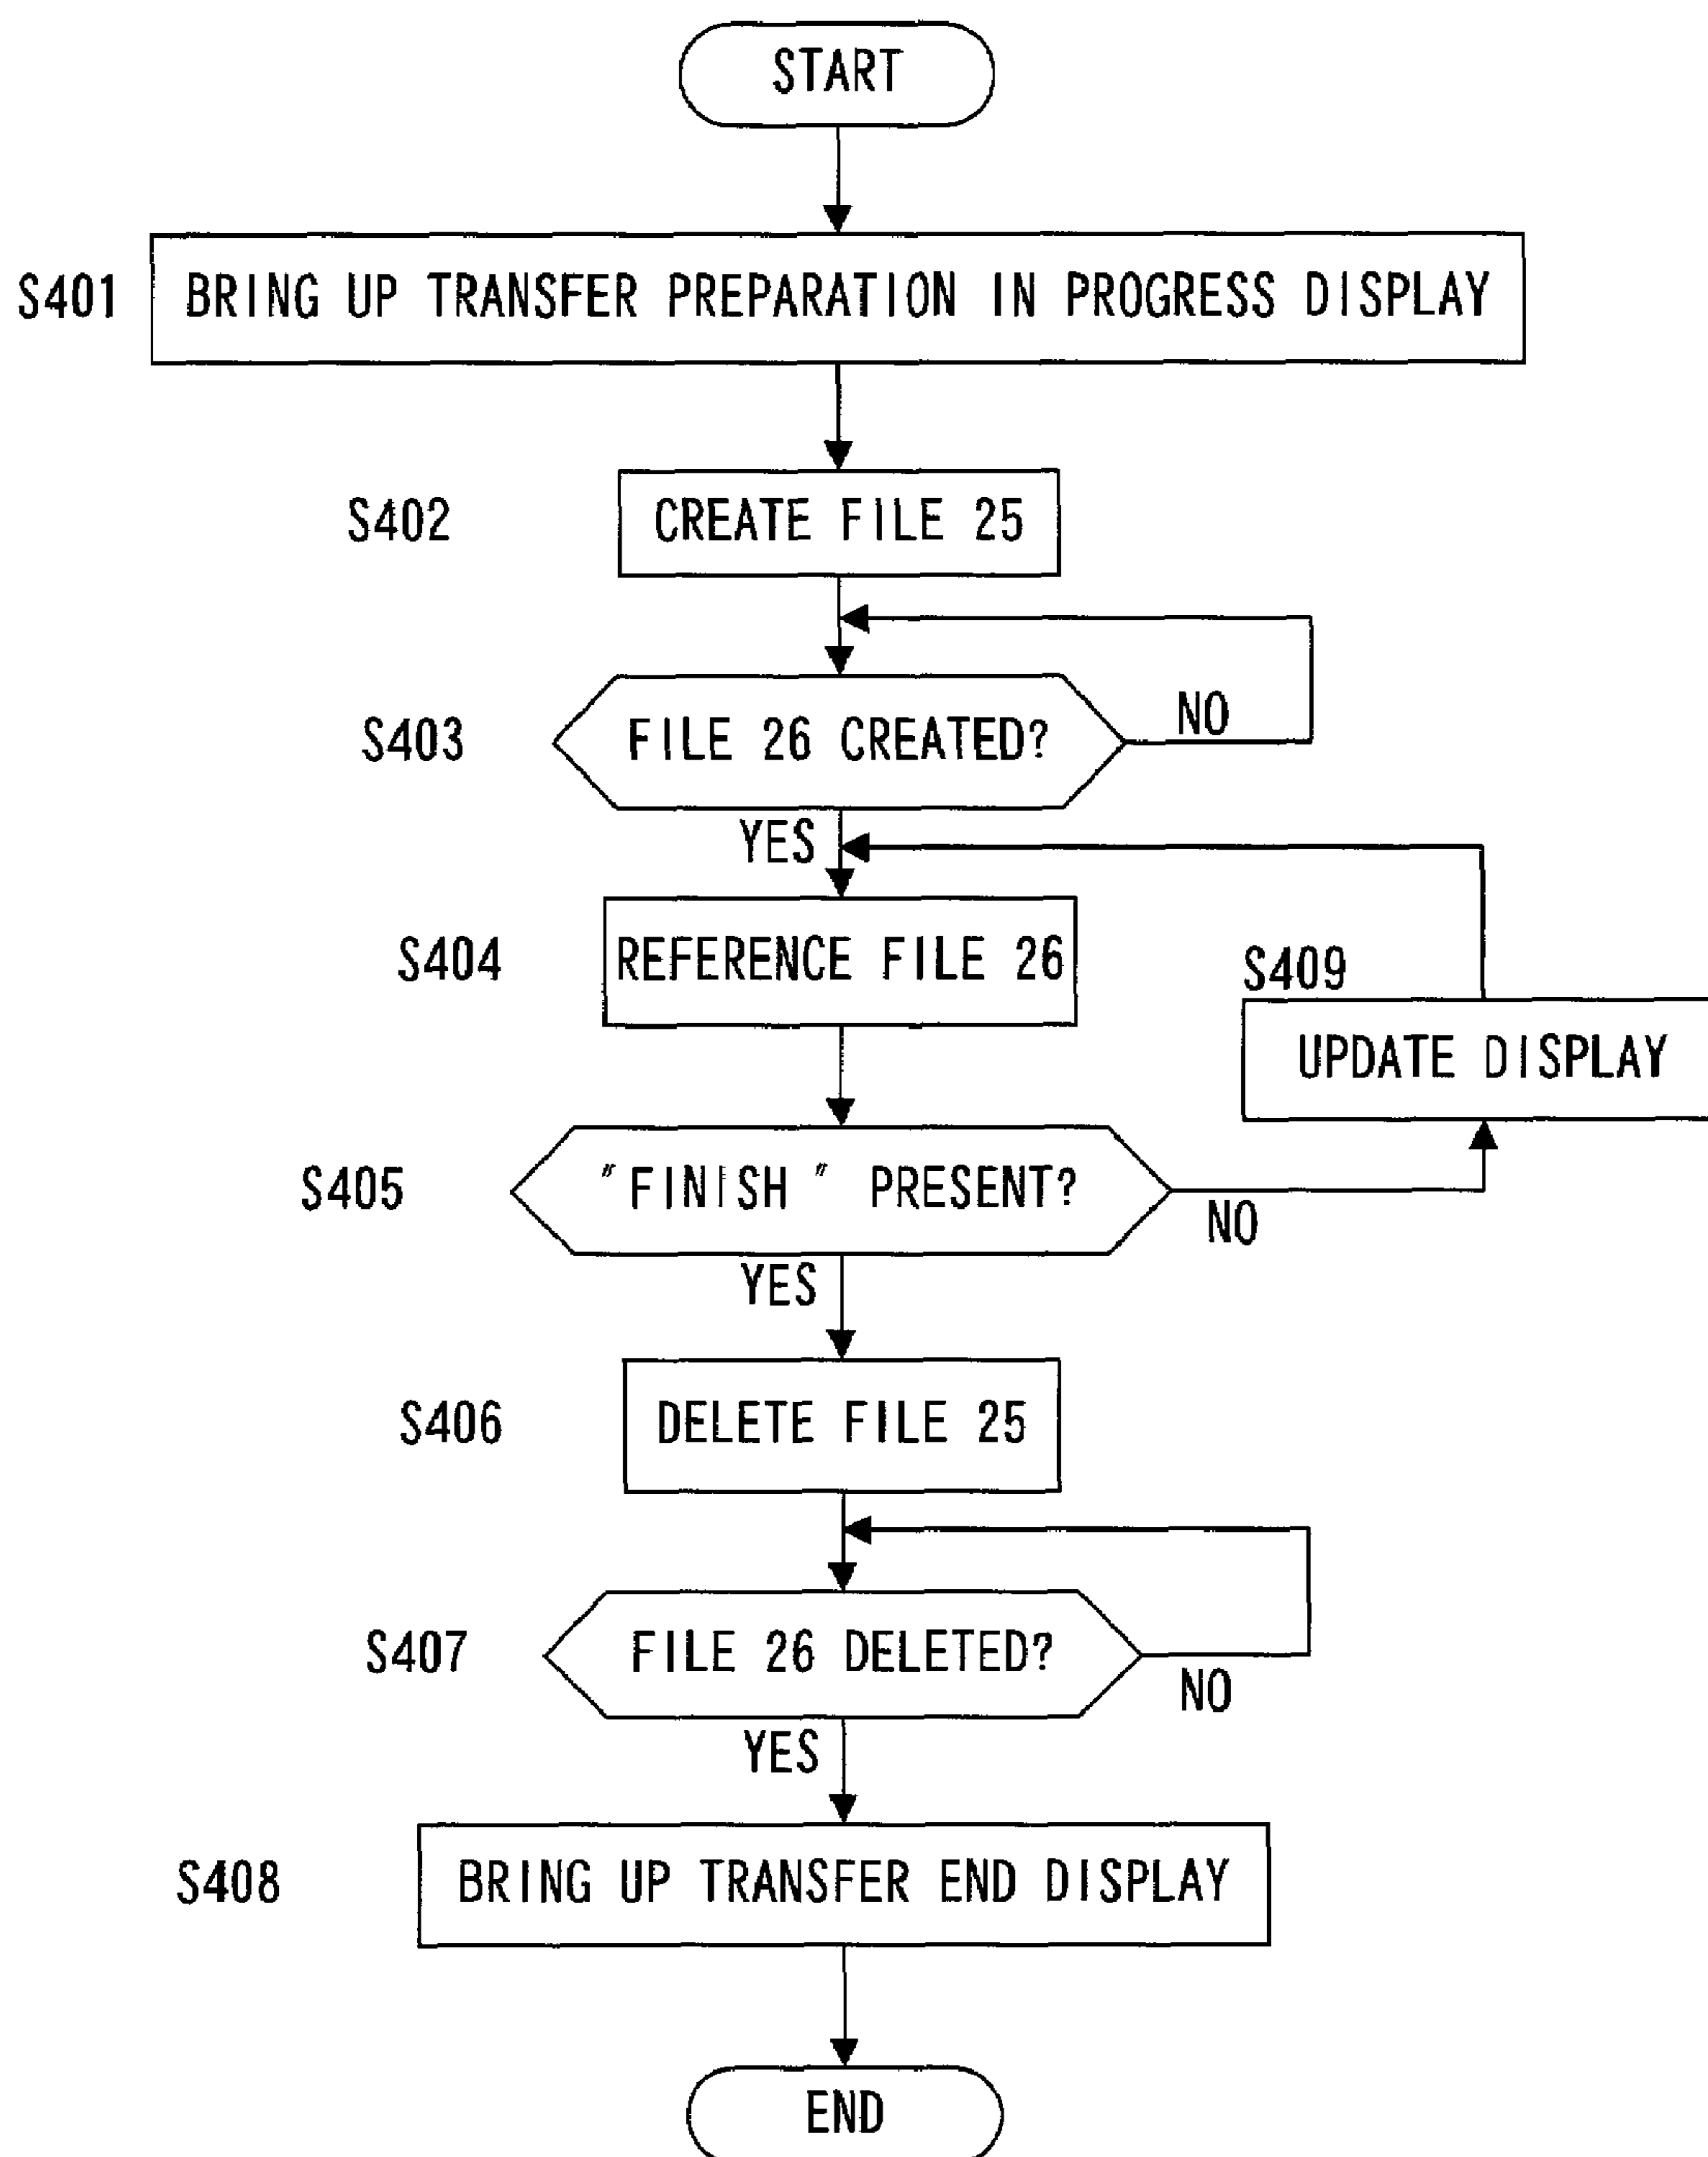 START
S401
BRING UP TRANSFER PREPARATION IN PROGRESS DISPLAY
S402
CREATE FILE 25
S403
FILE 26 CREATED?
NO
YES
S404
REFERENCE FILE 26
S409
UPDATE DISPLAY
S405
"FINISH" PRESENT?
NO
YES
S406
DELETE FILE 25
S407
FILE 26 DELETED?
NO
YES
S408
BRING UP TRANSFER END DISPLAY
END